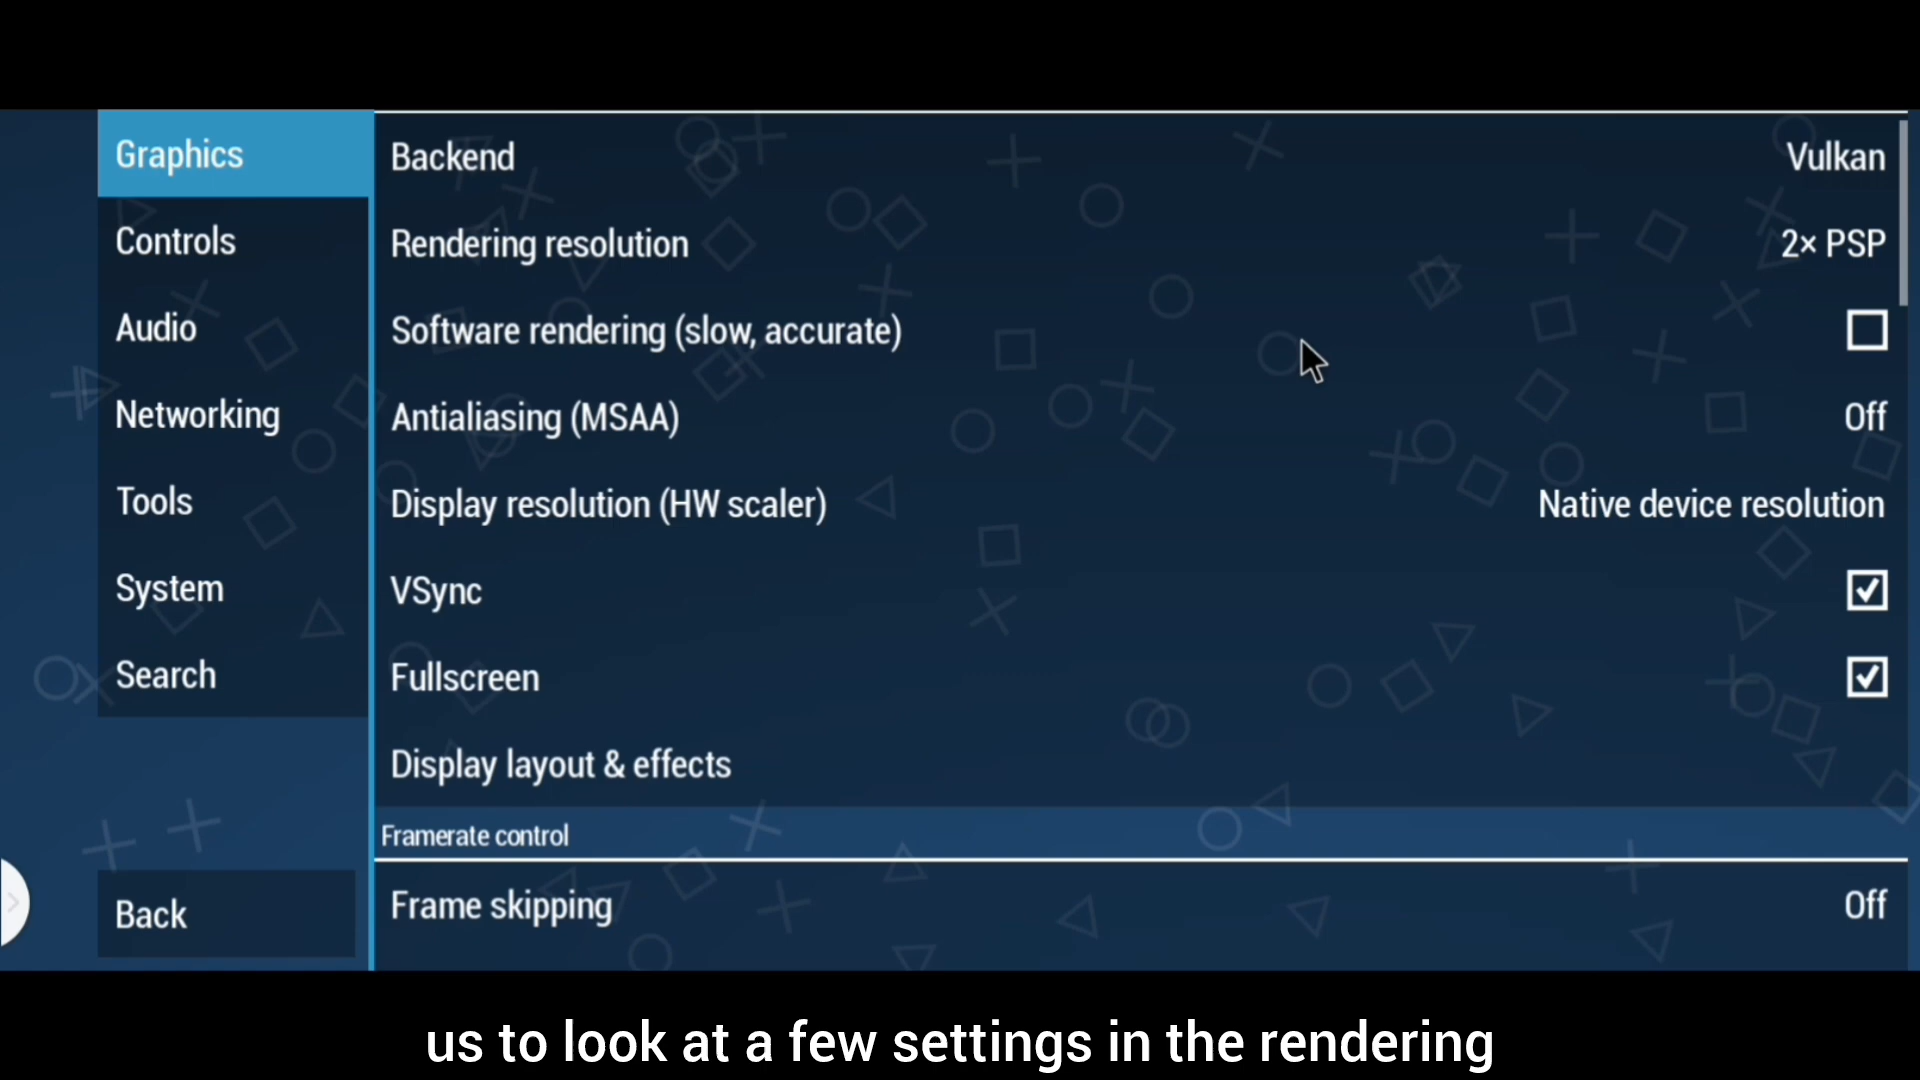 Graphics
Controls
Audio
Networking
Tools
System
Search
Back
Backend Vulkan
Rendering resolution 2× PSP
Software rendering (slow, accurate)
Antialiasing (MSAA) Off
Display resolution (HW scaler) Native device resolution
VSync
Fullscreen
Display layout & effects
Framerate control
Frame skipping Off
us to look at a few settings in the rendering